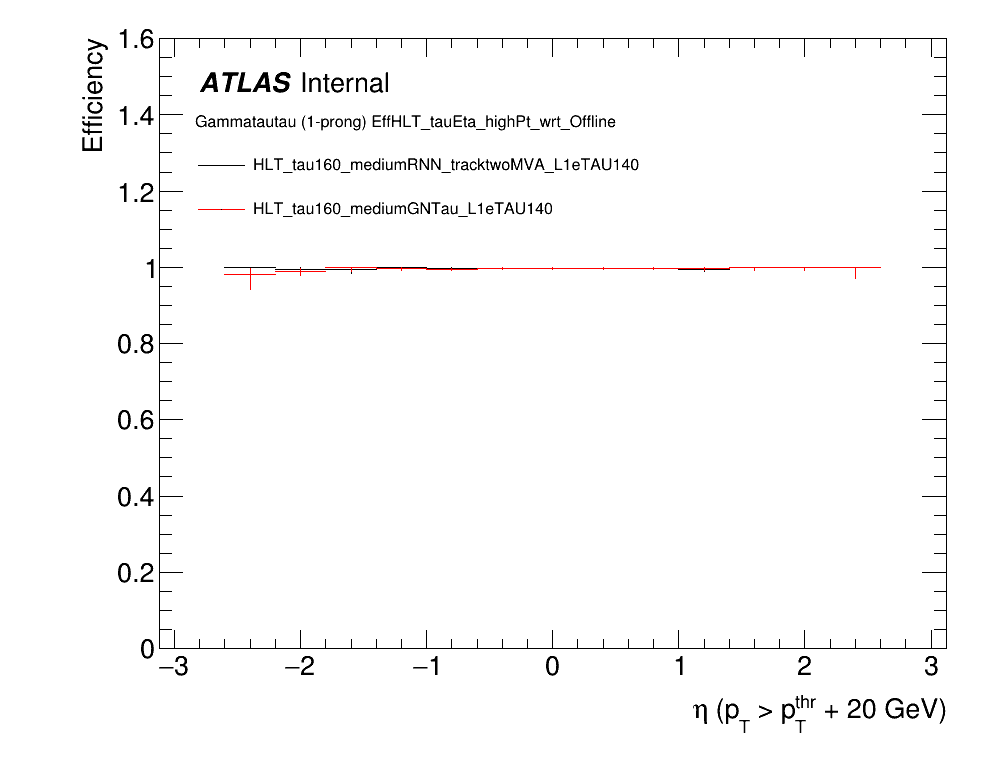 Efficiency
1.6
1.4
1.2
1
0.8
0.6
0.4
0.2
0
ATLAS Internal
Gammatautau (1-prong) EffHLT_tauEta_highPt_wrt_Offline
HLT_tau160_mediumRNN_tracktwoMVA_L1eTAU140
HLT_tau160_mediumGNTau_L1eTAU140
−3 −2 −1 0 1 2 3
η (p_T > p_T^thr + 20 GeV)